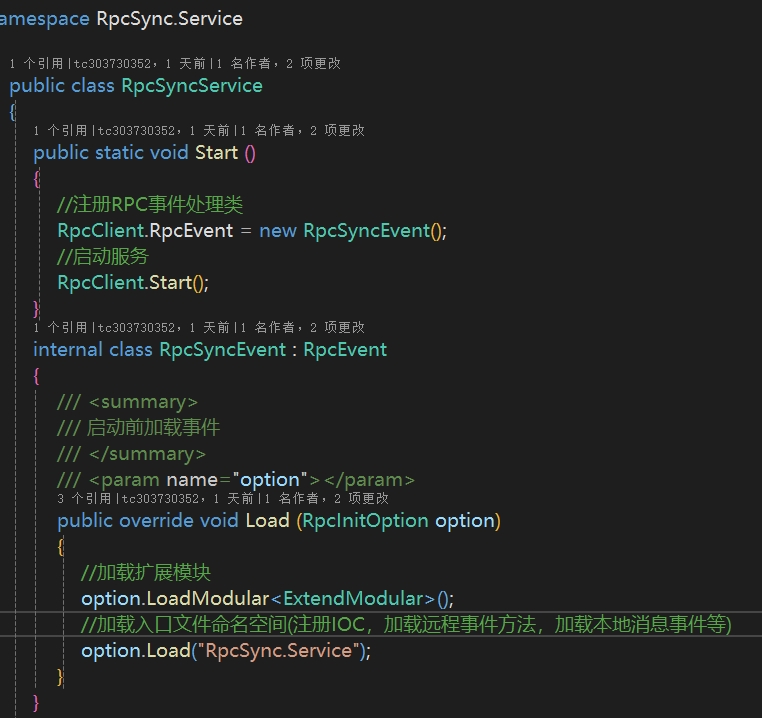 amespace RpcSync.Service
1 个引用|tc303730352, 1 天前|1 名作者, 2 项更改
public class RpcSyncService
{
1 个引用|tc303730352, 1 天前|1 名作者, 2 项更改
public static void Start ()
{
//注册RPC事件处理类
RpcClient.RpcEvent = new RpcSyncEvent();
//启动服务
RpcClient.Start();
}
1 个引用|tc303730352, 1 天前|1 名作者, 2 项更改
internal class RpcSyncEvent : RpcEvent
{
/// <summary>
/// 启动前加载事件
/// </summary>
/// <param name="option"></param>
3 个引用|tc303730352, 1 天前|1 名作者, 2 项更改
public override void Load (RpcInitOption option)
{
//加载扩展模块
option.LoadModular<ExtendModular>();
//加载入口文件命名空间(注册IOC，加载远程事件方法，加载本地消息事件等)
option.Load("RpcSync.Service");
}
}